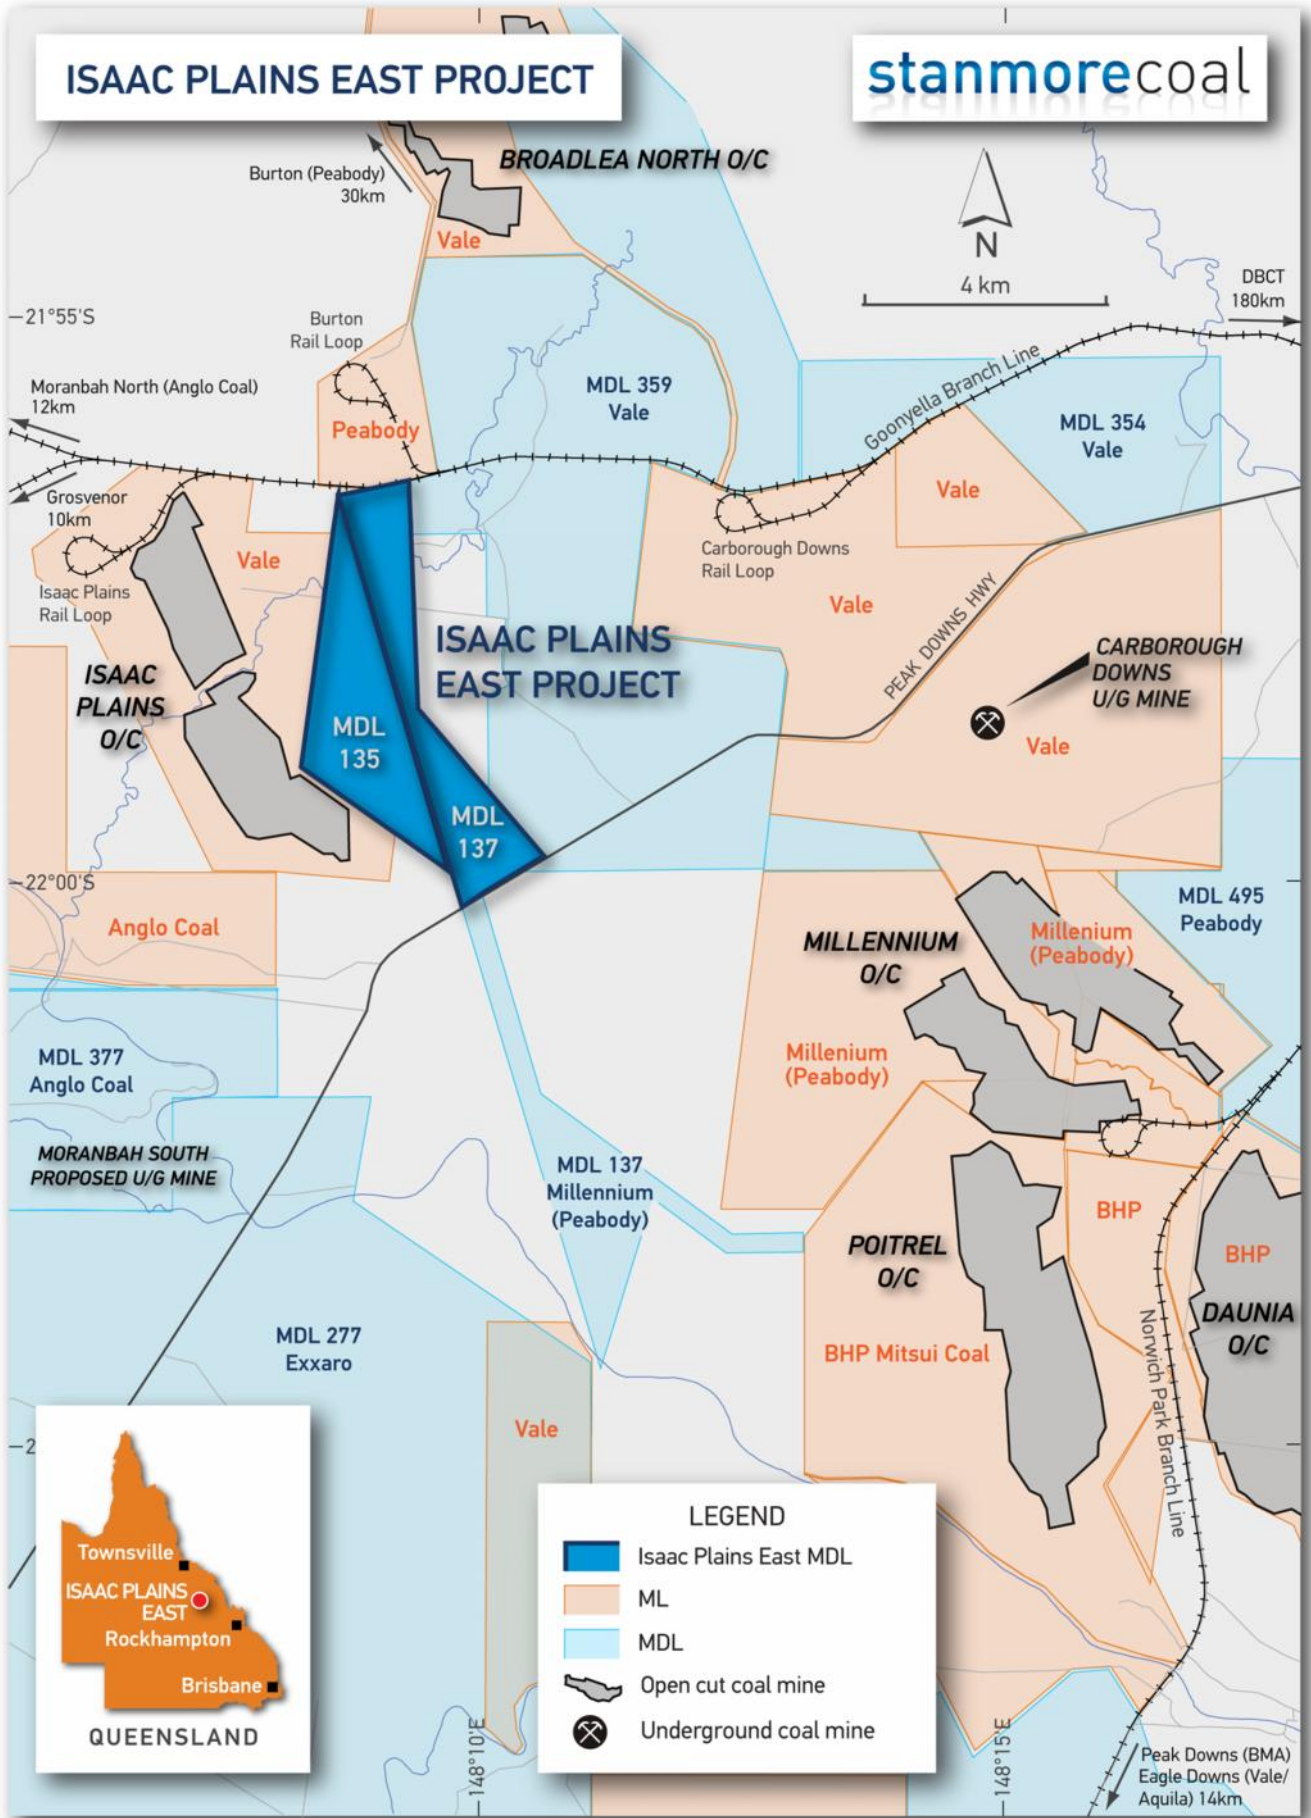 ISAAC PLAINS EAST PROJECT
stanmorecoal
BROADLEA NORTH O/C
Burton (Peabody)
30km
Vale
N
4 km
DBCT
180km
21°55'S
Burton
Rail Loop
Moranbah North (Anglo Coal)
12km
MDL 359
Vale
Goonyella Branch Line
MDL 354
Vale
Peabody
Grosvenor
10km
Vale
Vale
Carborough Downs
Rail Loop
Isaac Plains
Rail Loop
Vale
PEAK DOWNS HWY
ISAAC PLAINS
EAST PROJECT
CARBOROUGH
DOWNS
U/G MINE
ISAAC
PLAINS
O/C
MDL
135
Vale
MDL
137
22°00'S
MDL 495
Peabody
Anglo Coal
MILLENNIUM
O/C
Millenium
(Peabody)
MDL 377
Anglo Coal
Millenium
(Peabody)
MORANBAH SOUTH
PROPOSED U/G MINE
MDL 137
Millennium
(Peabody)
BHP
POITREL
O/C
BHP
DAUNIA
O/C
MDL 277
Exxaro
BHP Mitsui Coal
Norwich Park Branch Line
Vale
2
Townsville
ISAAC PLAINS
EAST
Rockhampton
Brisbane
QUEENSLAND
LEGEND
Isaac Plains East MDL
ML
MDL
Open cut coal mine
Underground coal mine
148°10'E
148°15'E
Peak Downs (BMA)
Eagle Downs (Vale/
Aquila) 14km